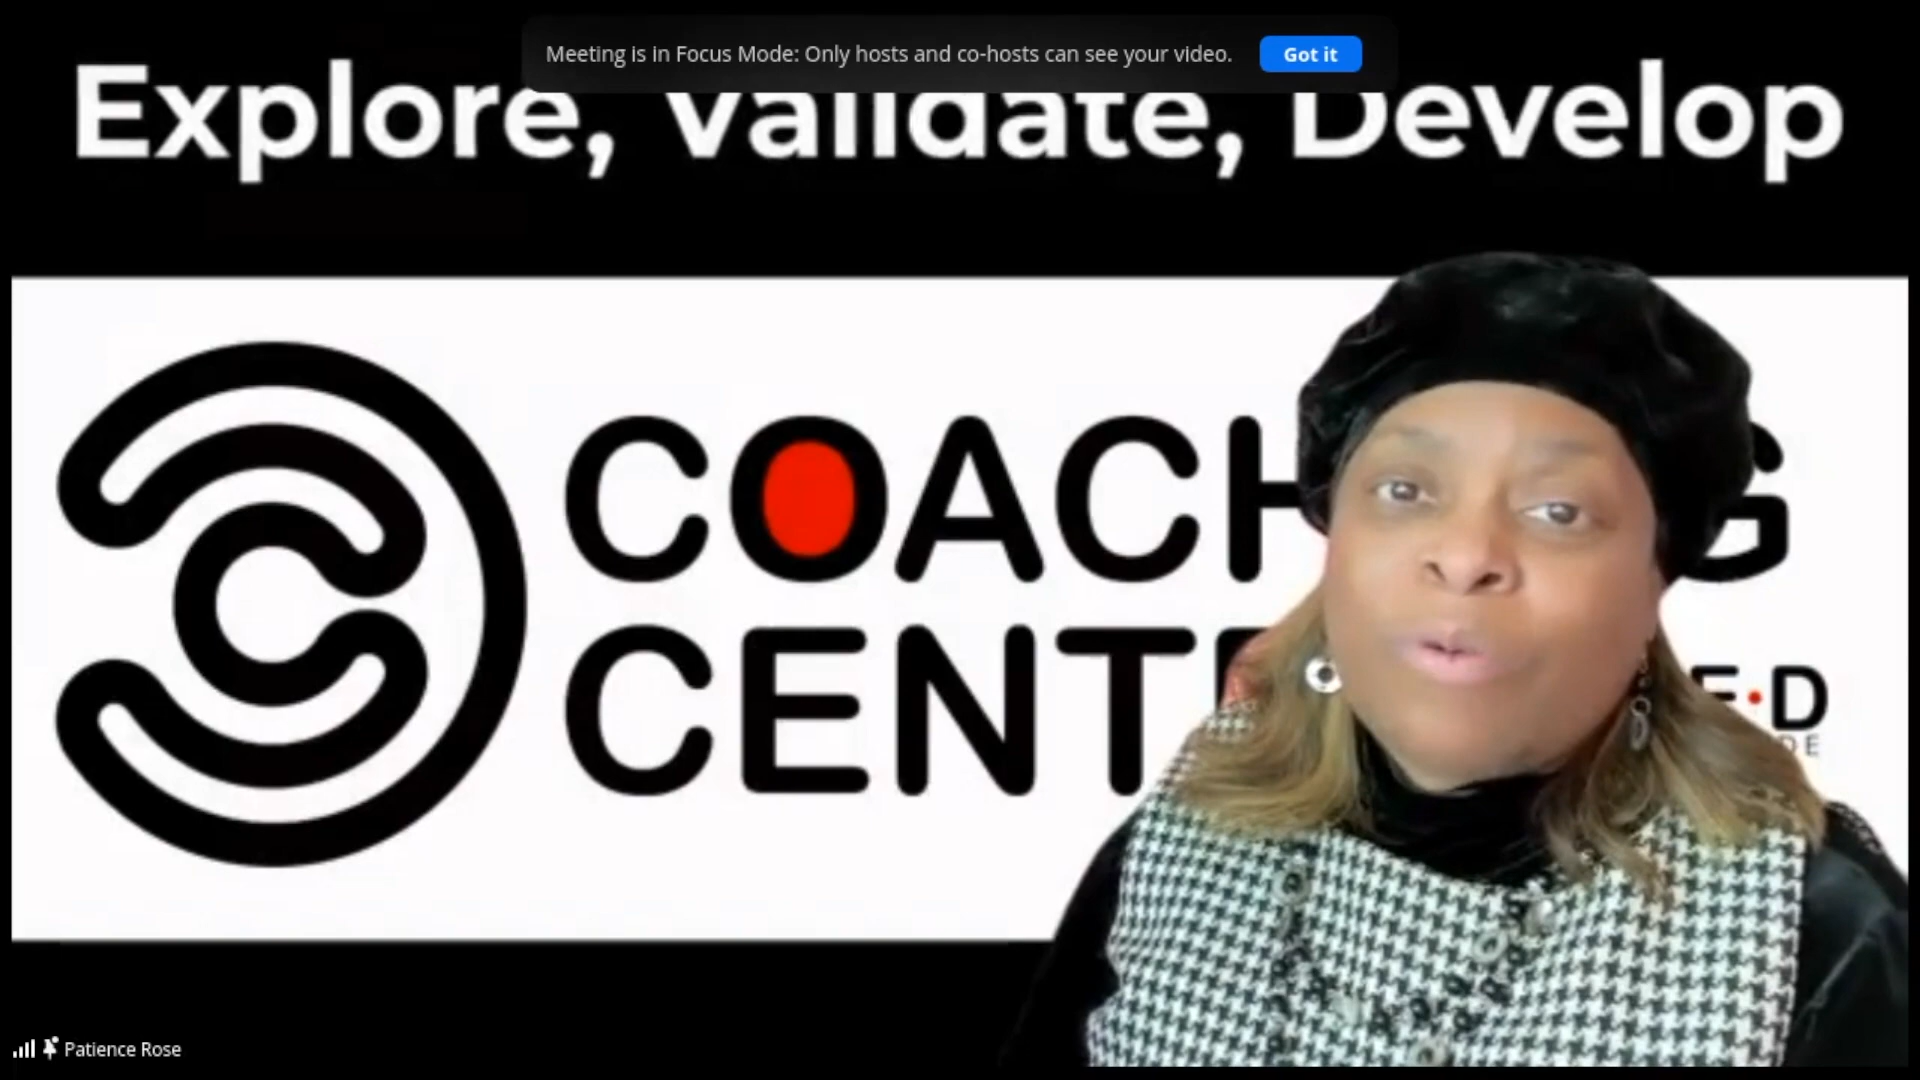 Meeting is in Focus Mode: Only hosts and co-hosts can see your video.
Got it
Explore, Validate, Develop
COACH G
CENT
E·D
DE
Patience Rose